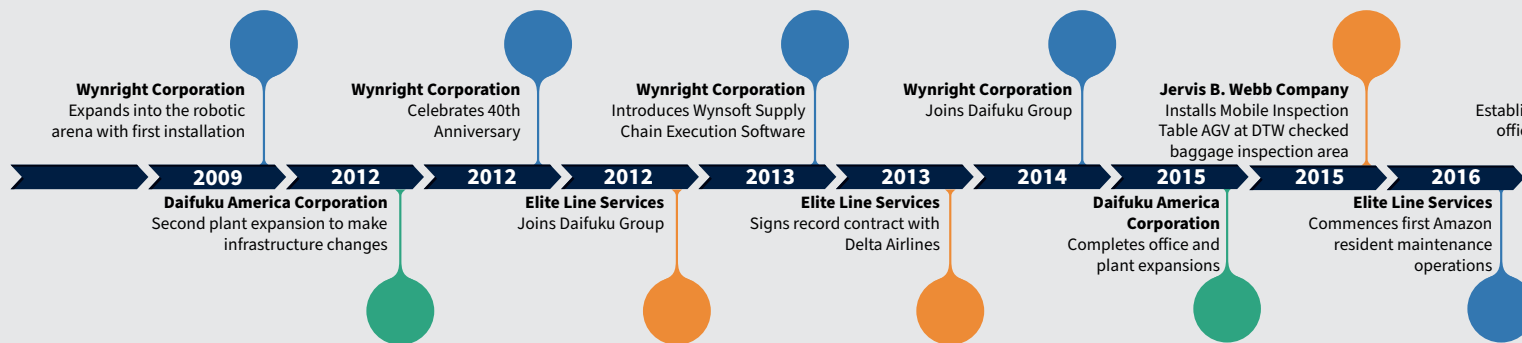 Wynright Corporation
Expands into the robotic
arena with first installation
Wynright Corporation
Celebrates 40th
Anniversary
Wynright Corporation
Introduces Wynsoft Supply
Chain Execution Software
Wynright Corporation
Joins Daifuku Group
Jervis B. Webb Company
Installs Mobile Inspection
Table AGV at DTW checked
baggage inspection area
2009
2012
2012
2012
2013
2013
2014
2015
2015
2016
Daifuku America Corporation
Second plant expansion to make
infrastructure changes
Elite Line Services
Joins Daifuku Group
Elite Line Services
Signs record contract with
Delta Airlines
Daifuku America
Corporation
Completes office and
plant expansions
Elite Line Services
Commences first Amazon
resident maintenance
operations